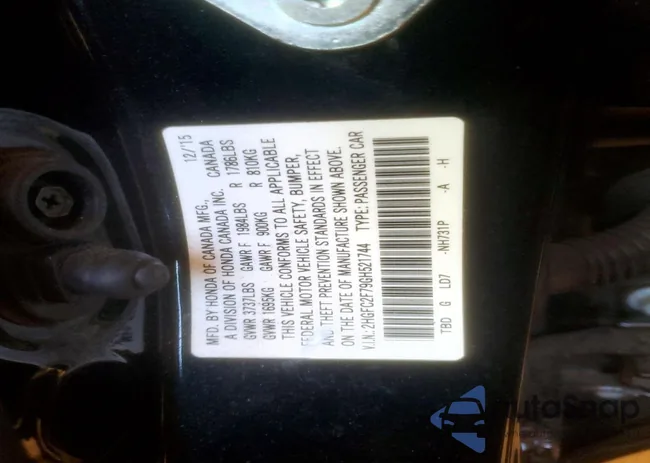 MFD. BY HONDA OF CANADA MFG., 12/'15
A DIVISION OF HONDA CANADA INC. CANADA
GVWR 3737LBS GAWR F 1984LBS R 1786LBS
GVWR 1695KG GAWR F 900KG R 810KG
THIS VEHICLE CONFORMS TO ALL APPLICABLE
FEDERAL MOTOR VEHICLE SAFETY, BUMPER,
AND THEFT PREVENTION STANDARDS IN EFFECT
ON THE DATE OF MANUFACTURE SHOWN ABOVE.
V.I.N.: 2HGFC2F79GH521744 TYPE: PASSENGER CAR
TBD G LD7 -NH731P -A -H
autoSnap